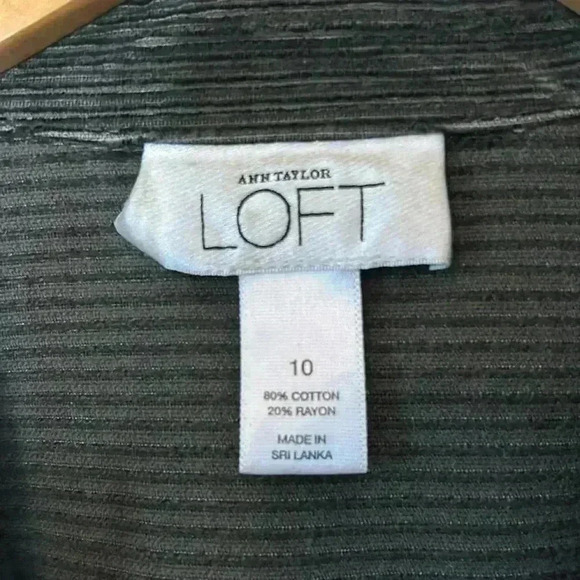 ANN TAYLOR
LOFT
10
80% COTTON
20% RAYON
MADE IN
SRI LANKA